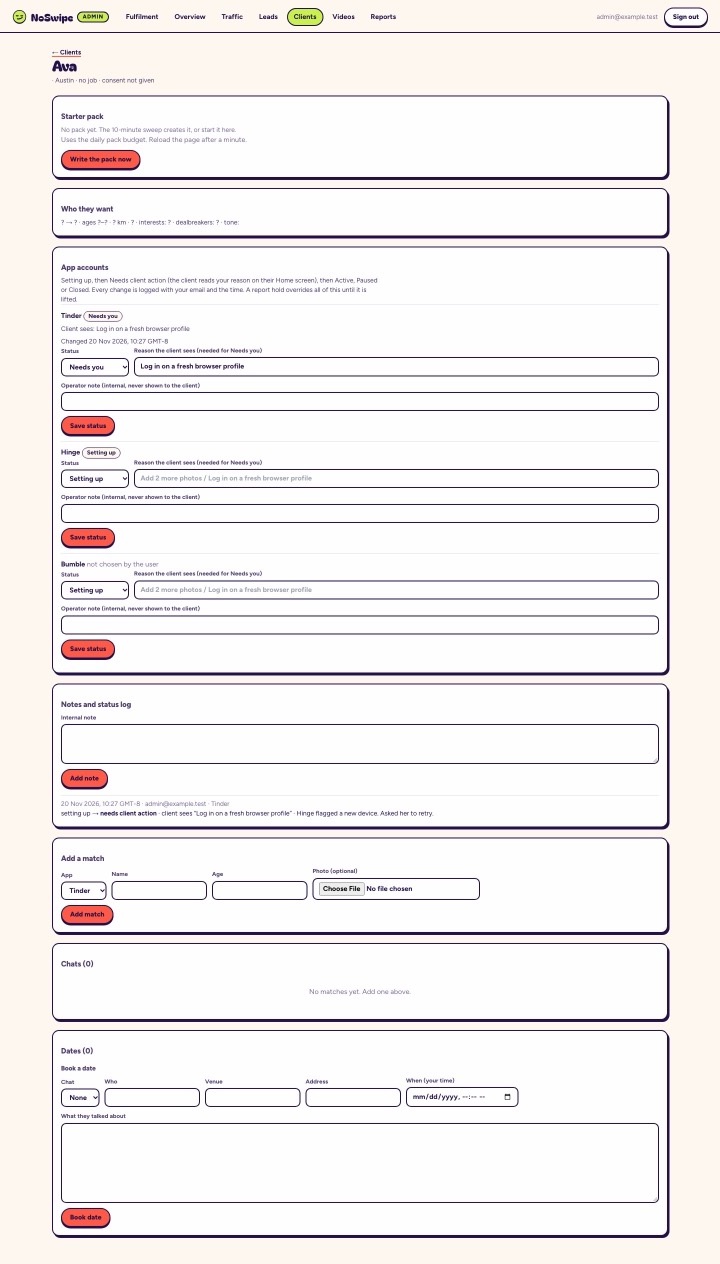 NoSwipe ADMIN Fulfilment Overview Traffic Leads Clients Videos Reports admin@example.test Sign out
← Clients
Ava
· Austin · no job · consent not given
Starter pack
No pack yet. The 10-minute sweep creates it, or start it here.
Uses the daily pack budget. Reload the page after a minute.
Write the pack now
Who they want
? → ? · ages ?–? · ? km · ? · interests: ? · dealbreakers: ? · tone:
App accounts
Setting up, then Needs client action (the client reads your reason on their Home screen), then Active, Paused
or Closed. Every change is logged with your email and the time. A report hold overrides all of this until it is
lifted.
Tinder Needs you
Client sees: Log in on a fresh browser profile
Changed 20 Nov 2026, 10:27 GMT-8
Status Reason the client sees (needed for Needs you)
Needs you Log in on a fresh browser profile
Operator note (internal, never shown to the client)
Save status
Hinge Setting up
Status Reason the client sees (needed for Needs you)
Setting up Add 2 more photos / Log in on a fresh browser profile
Operator note (internal, never shown to the client)
Save status
Bumble not chosen by the user
Status Reason the client sees (needed for Needs you)
Setting up Add 2 more photos / Log in on a fresh browser profile
Operator note (internal, never shown to the client)
Save status
Notes and status log
Internal note
Add note
20 Nov 2026, 10:27 GMT-8 · admin@example.test · Tinder
setting up → needs client action · client sees "Log in on a fresh browser profile" · Hinge flagged a new device. Asked her to retry.
Add a match
App Name Age Photo (optional)
Tinder Choose File No file chosen
Add match
Chats (0)
No matches yet. Add one above.
Dates (0)
Book a date
Chat Who Venue Address When (your time)
None mm/dd/yyyy, --:-- --
What they talked about
Book date